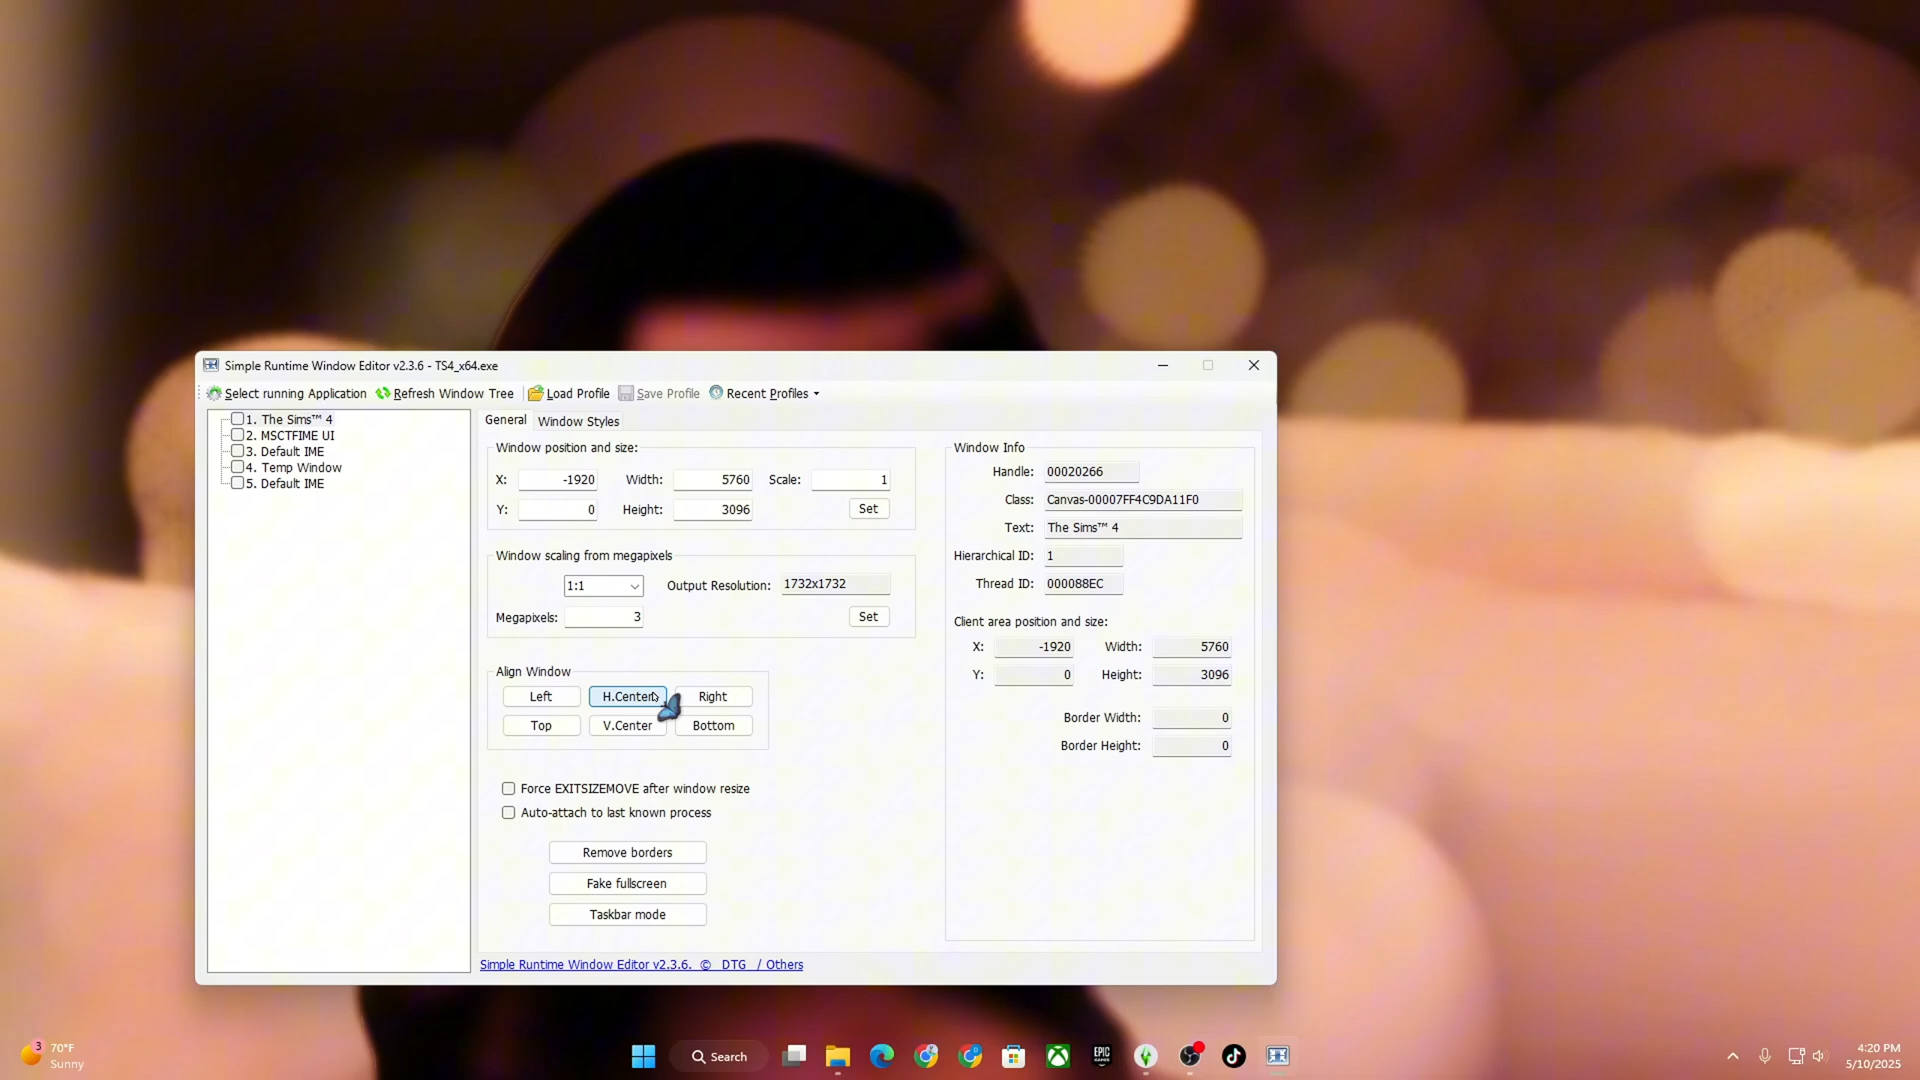 Simple Runtime Window Editor v2.3.6 - TS4_x64.exe
Select running Application Refresh Window Tree Load Profile Save Profile Recent Profiles
1. The Sims™ 4
2. MSCTFIME UI
3. Default IME
4. Temp Window
5. Default IME
General Window Styles
Window position and size:
X: -1920 Width: 5760 Scale: 1
Y: 0 Height: 3096 Set
Window scaling from megapixels
1:1 Output Resolution: 1732x1732
Megapixels: 3 Set
Align Window
Left H.Center Right
Top V.Center Bottom
Force EXITSIZEMOVE after window resize
Auto-attach to last known process
Remove borders
Fake fullscreen
Taskbar mode
Window Info
Handle: 00020266
Class: Canvas-00007FF4C9DA11F0
Text: The Sims™ 4
Hierarchical ID: 1
Thread ID: 000088EC
Client area position and size:
X: -1920 Width: 5760
Y: 0 Height: 3096
Border Width: 0
Border Height: 0
Simple Runtime Window Editor v2.3.6. © DTG / Others
3 70°F
Sunny
Search
EPIC
GAMES
4:20 PM
5/10/2025